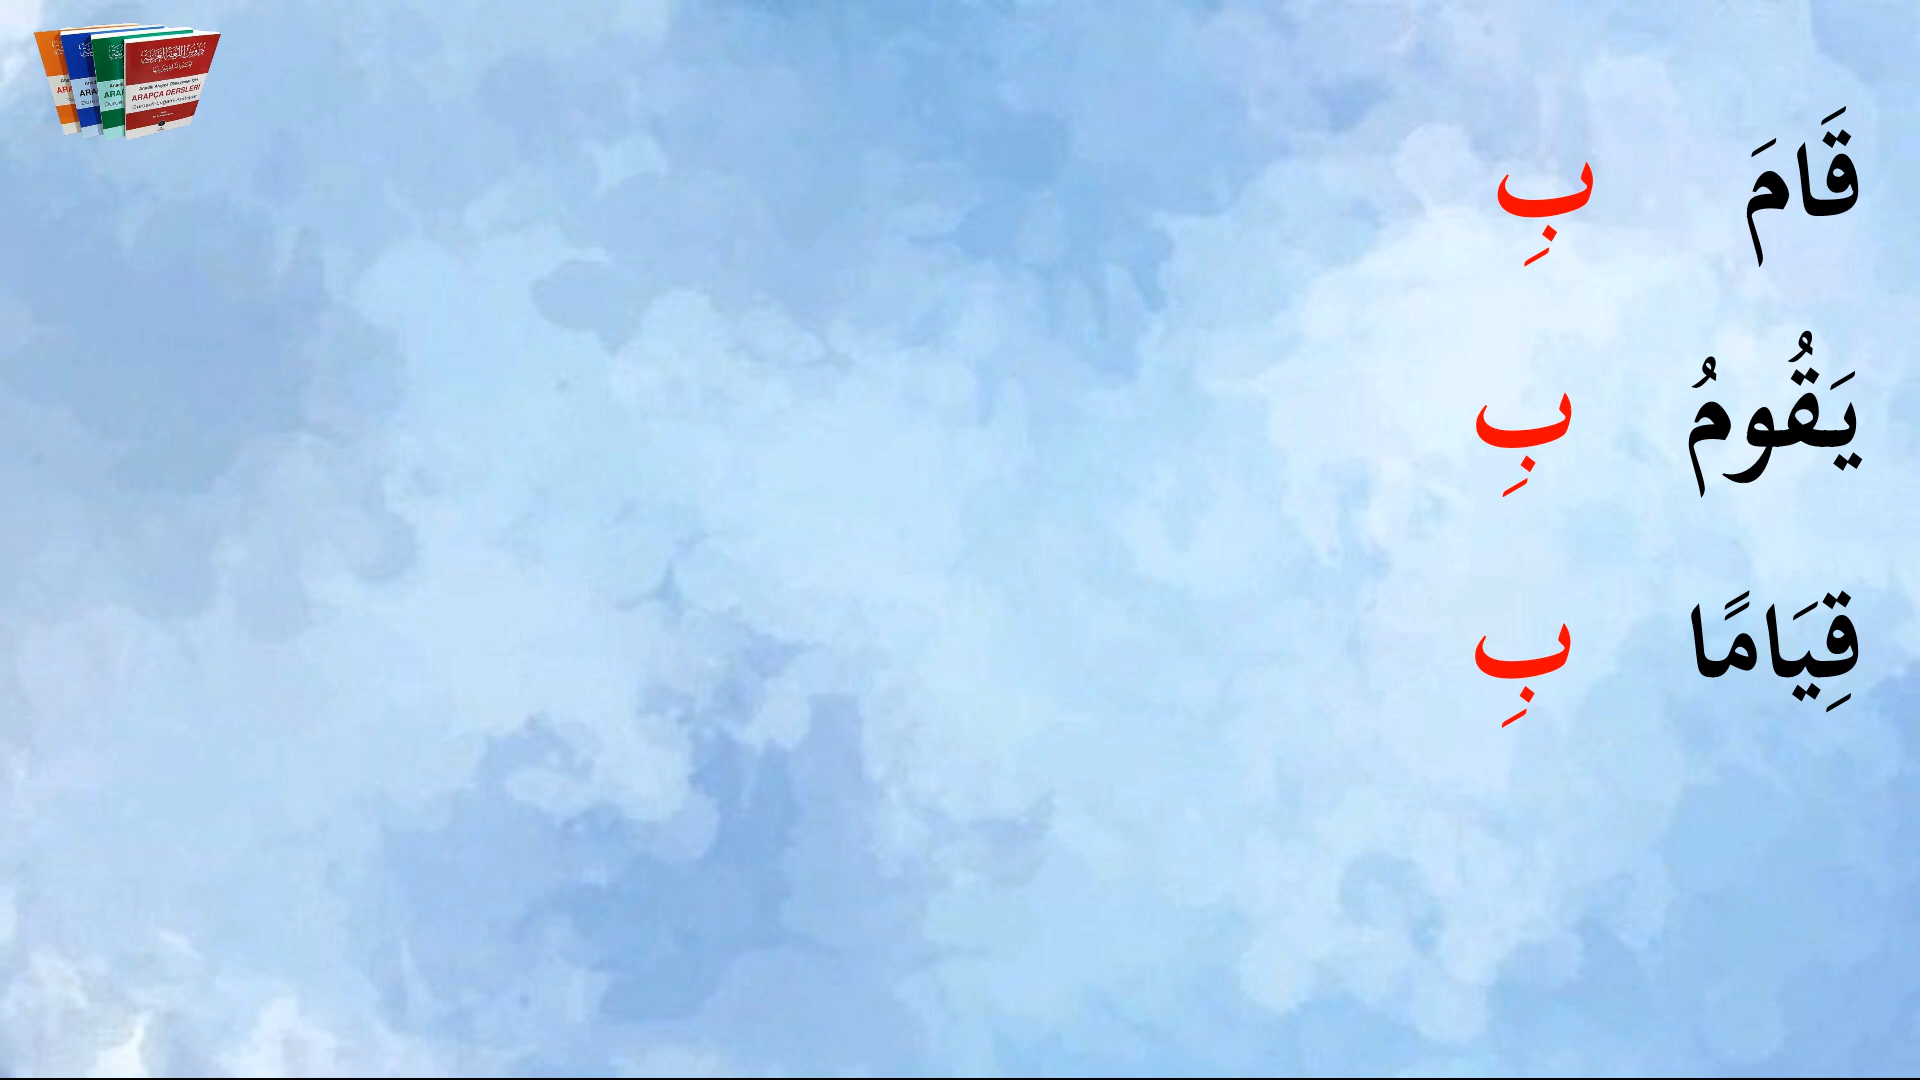 قَامَ بِ
يَقُومُ بِ
قِيَامًا بِ
ARAPÇA DERSLERİ